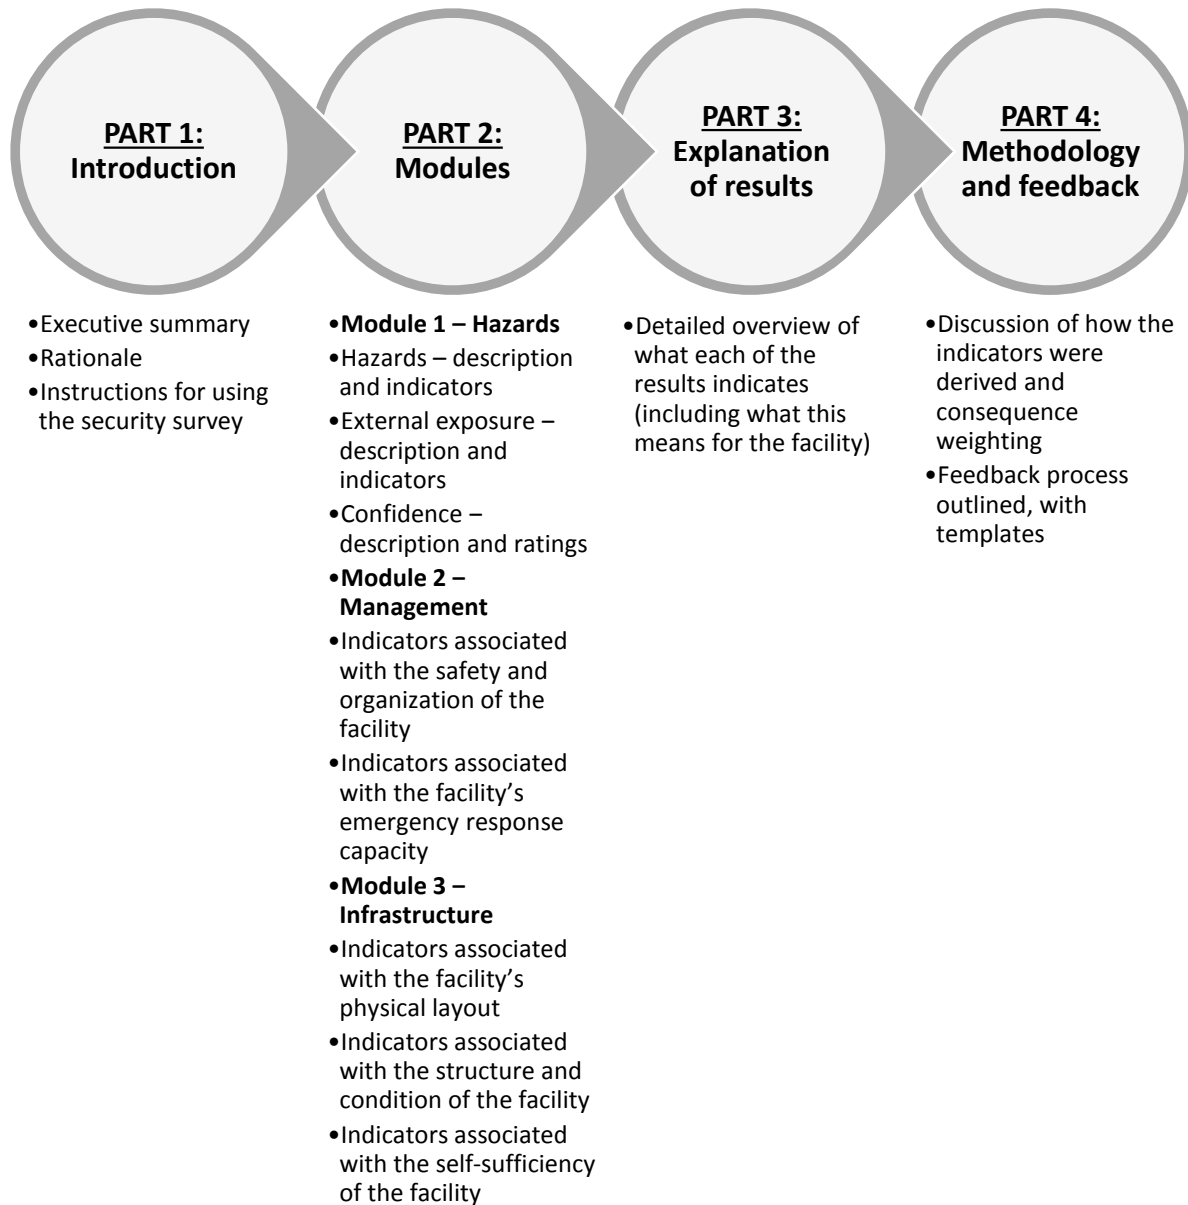 PART 1:
Introduction
•Executive summary
•Rationale
•Instructions for using
the security survey
PART 2:
Modules
•Module 1 – Hazards
•Hazards – description
and indicators
•External exposure –
description and
indicators
•Confidence –
description and ratings
•Module 2 –
Management
•Indicators associated
with the safety and
organization of the
facility
•Indicators associated
with the facility’s
emergency response
capacity
•Module 3 –
Infrastructure
•Indicators associated
with the facility’s
physical layout
•Indicators associated
with the structure and
condition of the facility
•Indicators associated
with the self-sufficiency
of the facility
PART 3:
Explanation
of results
•Detailed overview of
what each of the
results indicates
(including what this
means for the facility)
PART 4:
Methodology
and feedback
•Discussion of how the
indicators were
derived and
consequence
weighting
•Feedback process
outlined, with
templates